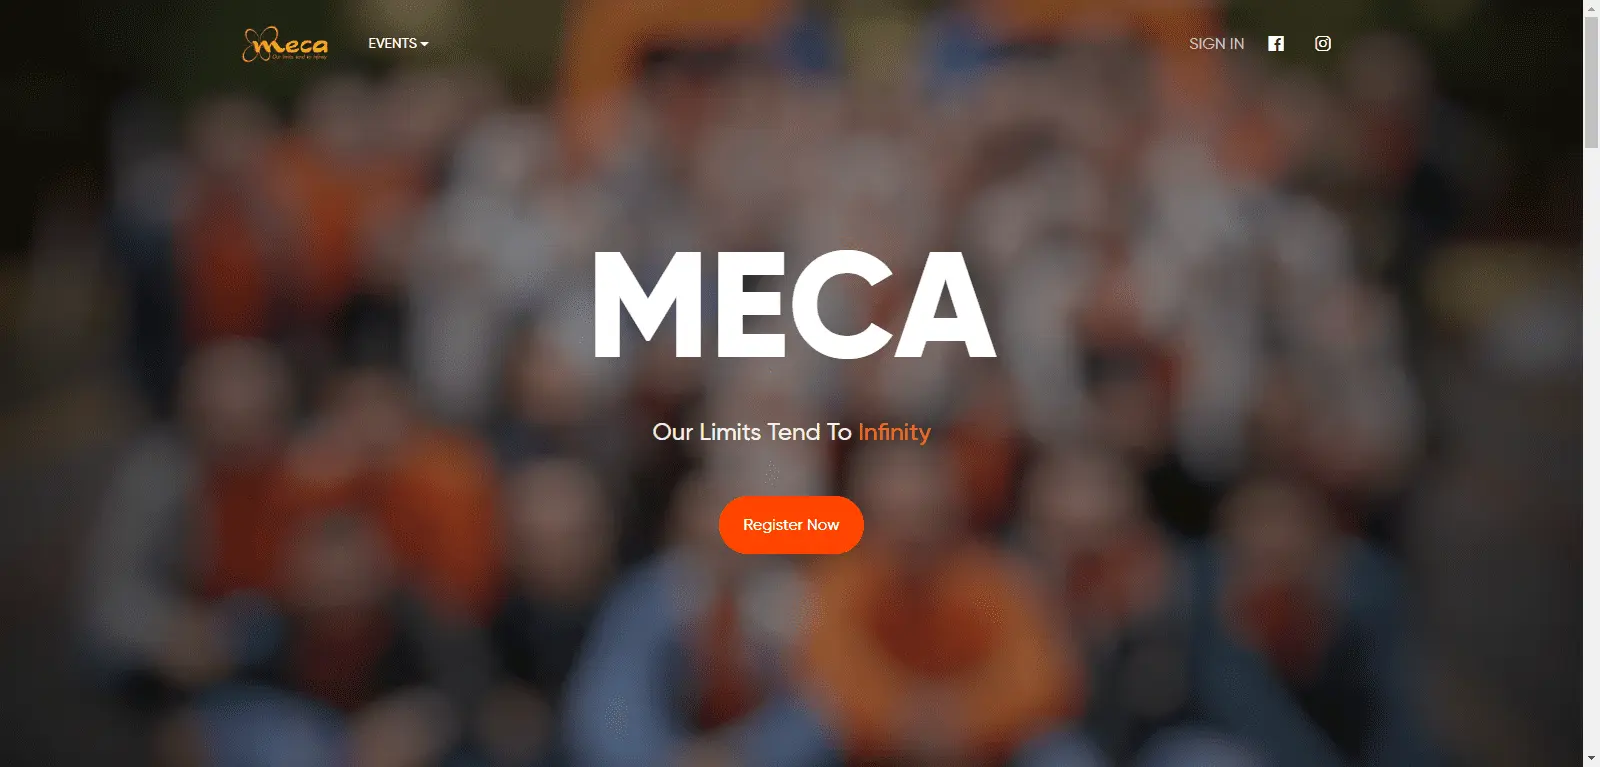 meca
Our limits tend to infinity
EVENTS
SIGN IN
MECA
Our Limits Tend To Infinity
Register Now